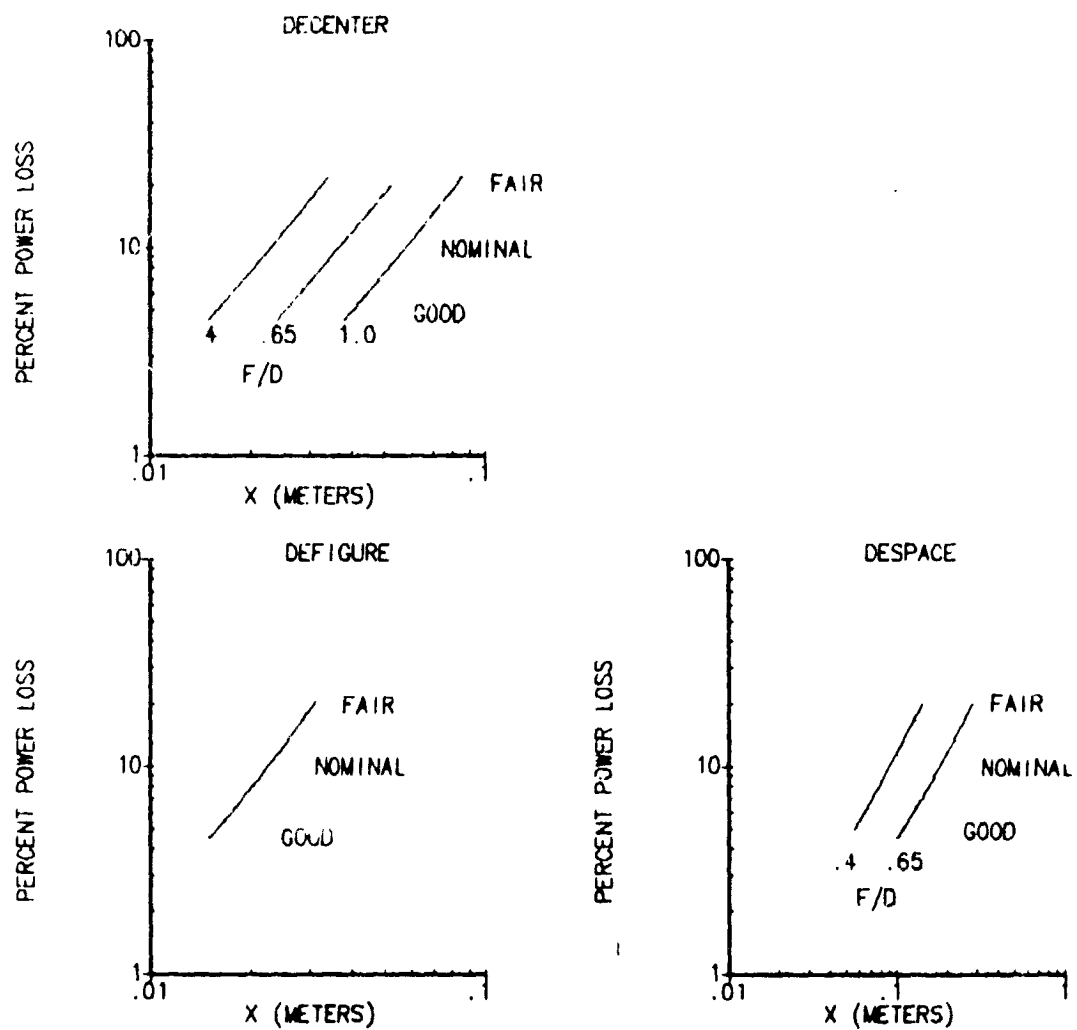 DECENTER
100
PERCENT POWER LOSS
FAIR
10
NOMINAL
GOOD
4 .65 1.0
F/D
1
.01 .1
X (METERS)
DEFIGURE
100
PERCENT POWER LOSS
FAIR
10
NOMINAL
GOOD
1
.01 .1
X (METERS)
DESPACE
100
PERCENT POWER LOSS
FAIR
10
NOMINAL
GOOD
.4 .65
F/D
1
.01 .1 1
X (METERS)